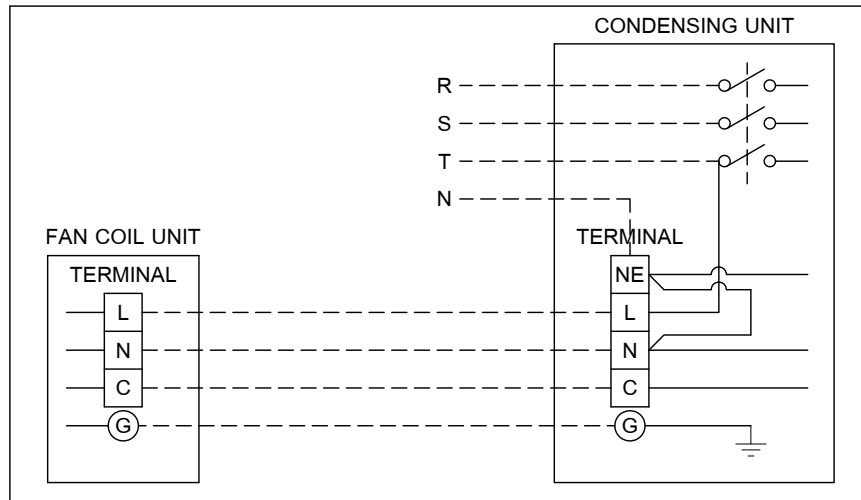 CONDENSING UNIT
R
S
T
N
FAN COIL UNIT
TERMINAL
L
N
C
G
TERMINAL
NE
L
N
C
G